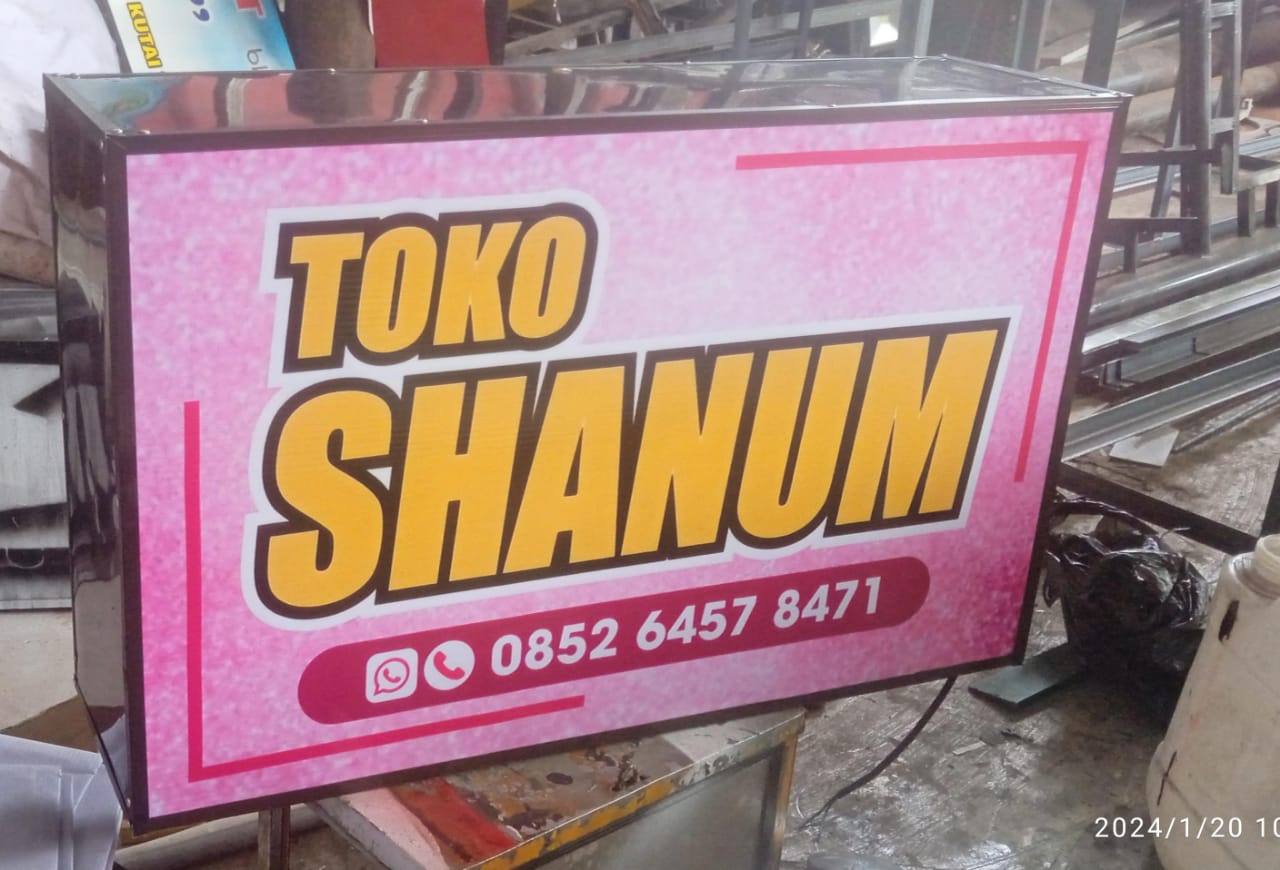 KUTAI
TOKO
SHANUM
0852 6457 8471
2024/1/20 10